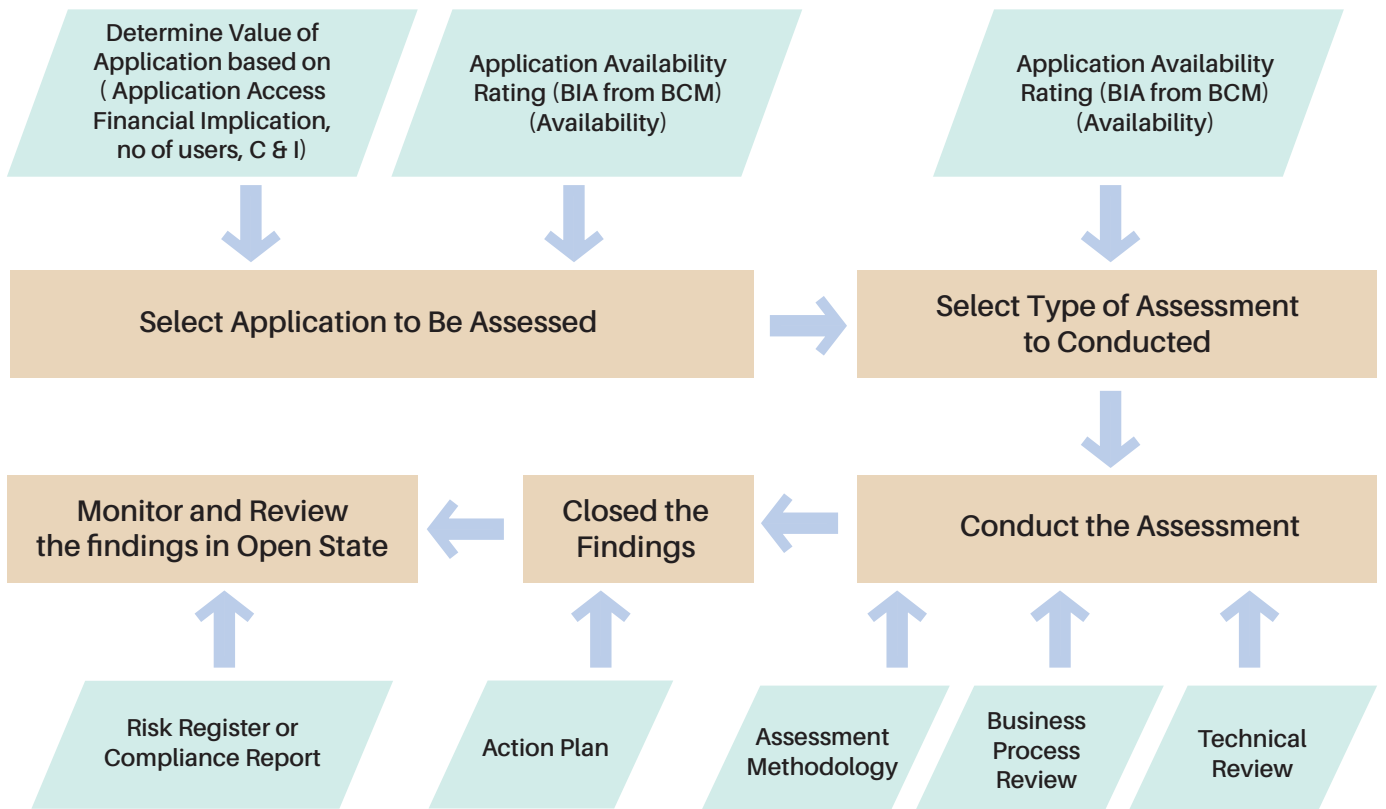 Determine Value of
Application based on
( Application Access
Financial Implication,
no of users, C & I)
Application Availability
Rating (BIA from BCM)
(Availability)
Application Availability
Rating (BIA from BCM)
(Availability)
Select Application to Be Assessed
Select Type of Assessment
to Conducted
Monitor and Review
the findings in Open State
Closed the
Findings
Conduct the Assessment
Risk Register or
Compliance Report
Action Plan
Assessment
Methodology
Business
Process
Review
Technical
Review